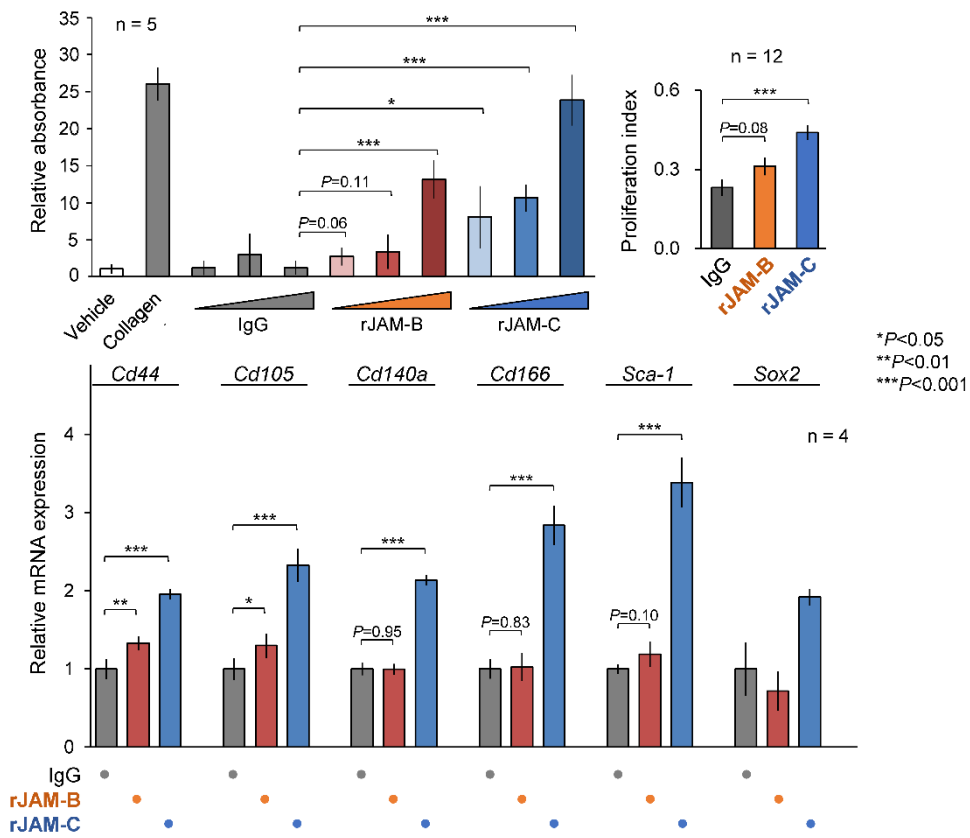 35
n = 5
***
30
***
25
*
20
***
15
P=0.11
10
P=0.06
5
0
Relative absorbance
Vehicle
Collagen
IgG
rJAM-B
rJAM-C
n = 12
0.6
***
P=0.08
0.3
0.0
Proliferation index
IgG
rJAM-B
rJAM-C
*P<0.05
**P<0.01
***P<0.001
Cd44 Cd105 Cd140a Cd166 Sca-1 Sox2
n = 4
4
3
2
1
0
Relative mRNA expression
***
**
***
*
***
P=0.95
***
P=0.83
***
P=0.10
IgG
rJAM-B
rJAM-C